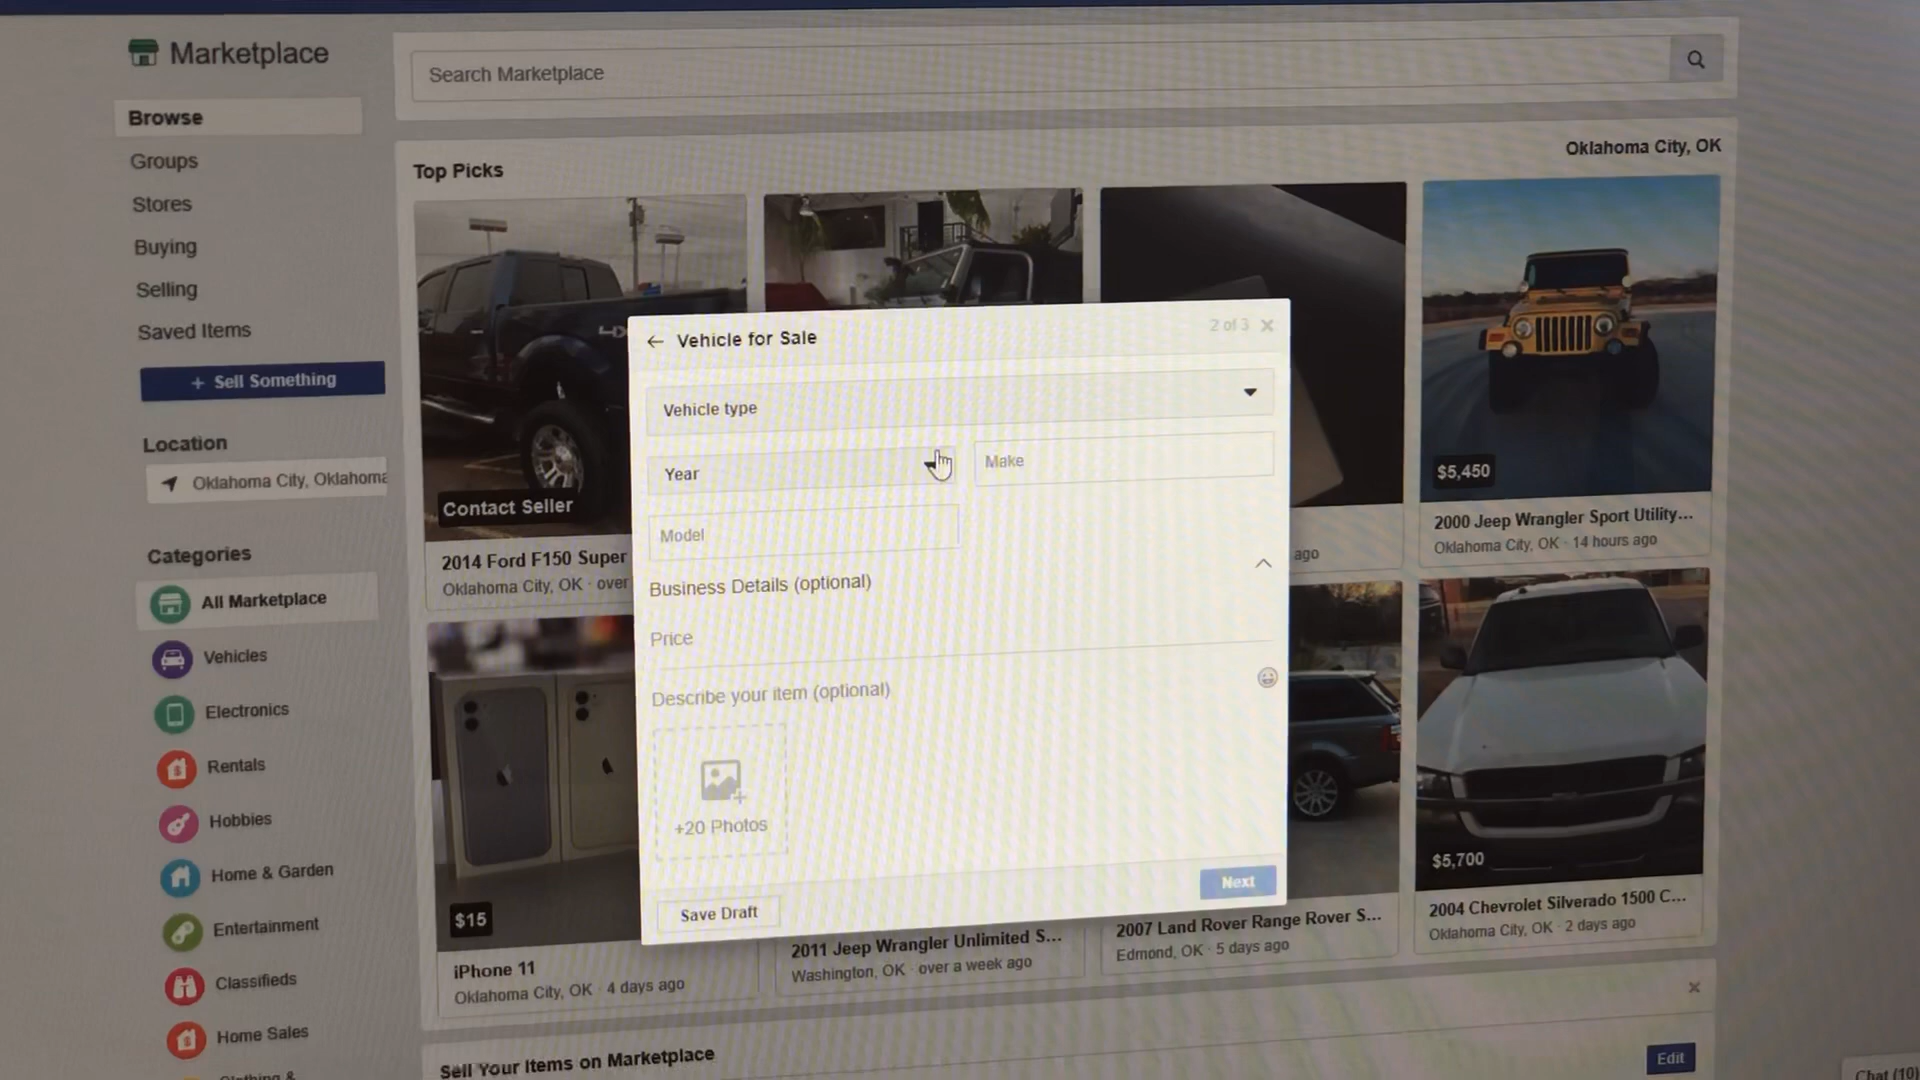 Marketplace
Search Marketplace
Browse
Groups
Stores
Buying
Selling
Saved Items
+ Sell Something
Location
Oklahoma City, Oklahoma
Categories
All Marketplace
Vehicles
Electronics
Rentals
Hobbies
Home & Garden
Entertainment
Classifieds
Home Sales
Clothing &
Top Picks
Oklahoma City, OK
Contact Seller
2014 Ford F150 Super
Oklahoma City, OK · over
ago
$5,450
2000 Jeep Wrangler Sport Utility...
Oklahoma City, OK · 14 hours ago
Vehicle for Sale
2 of 3
Vehicle type
Year
Make
Model
Business Details (optional)
Price
Describe your item (optional)
+20 Photos
Save Draft
Next
$15
iPhone 11
Oklahoma City, OK · 4 days ago
2011 Jeep Wrangler Unlimited S...
Washington, OK · over a week ago
2007 Land Rover Range Rover S...
Edmond, OK · 5 days ago
$5,700
2004 Chevrolet Silverado 1500 C...
Oklahoma City, OK · 2 days ago
Sell Your Items on Marketplace
Edit
Chat (10)